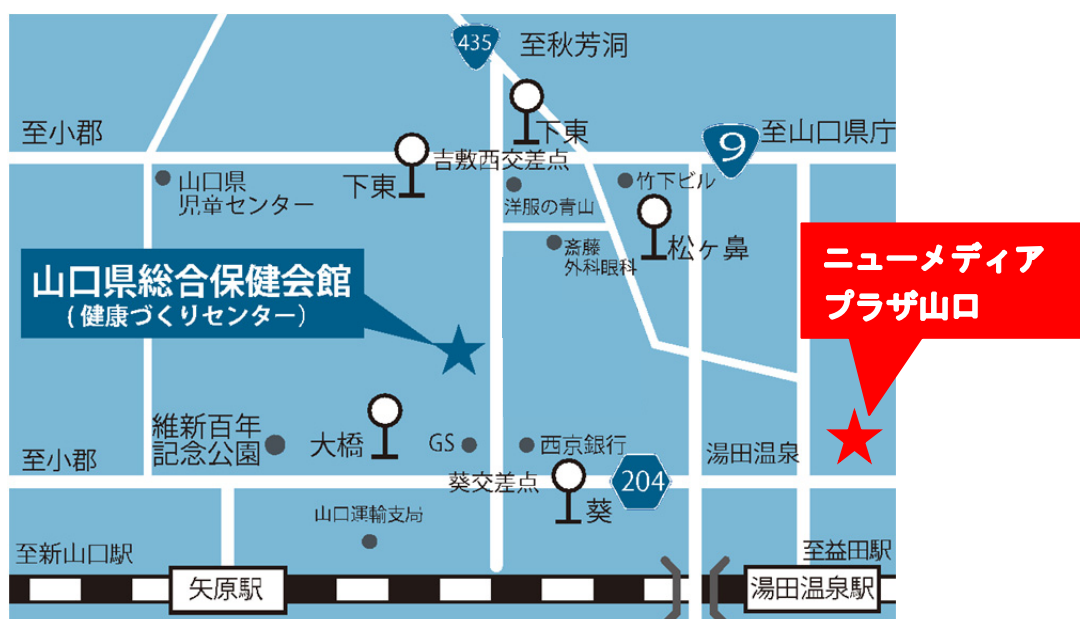 435
至秋芳洞
至小郡
下東
吉敷西交差点
9
至山口県庁
山口県
児童センター
下東
洋服の青山
竹下ビル
斎藤
外科眼科
松ヶ鼻
ニューメディア
プラザ山口
山口県総合保健会館
(健康づくりセンター)
維新百年
記念公園
大橋
GS
西京銀行
湯田温泉
至小郡
葵交差点
204
葵
山口運輸支局
至新山口駅
至益田駅
矢原駅
湯田温泉駅